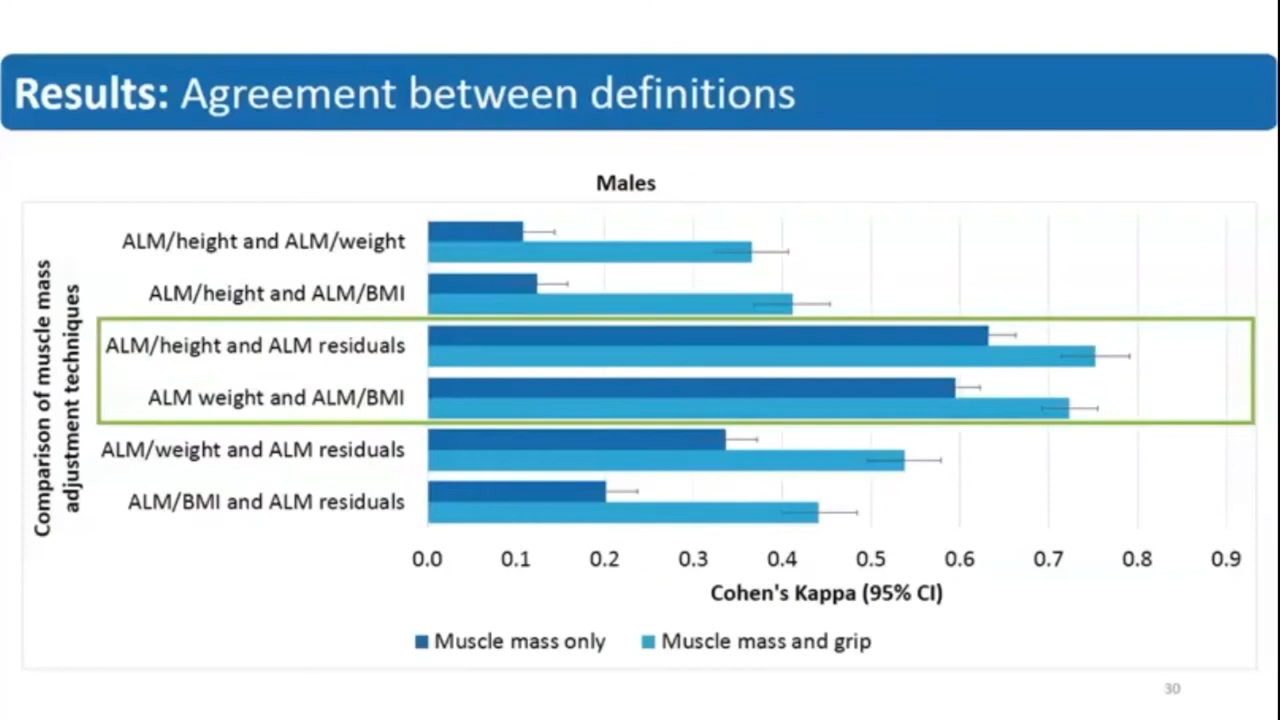 Results: Agreement between definitions
Males
Comparison of muscle mass
adjustment techniques
ALM/height and ALM/weight
ALM/height and ALM/BMI
ALM/height and ALM residuals
ALM weight and ALM/BMI
ALM/weight and ALM residuals
ALM/BMI and ALM residuals
0.0 0.1 0.2 0.3 0.4 0.5 0.6 0.7 0.8 0.9
Cohen's Kappa (95% CI)
Muscle mass only Muscle mass and grip
30